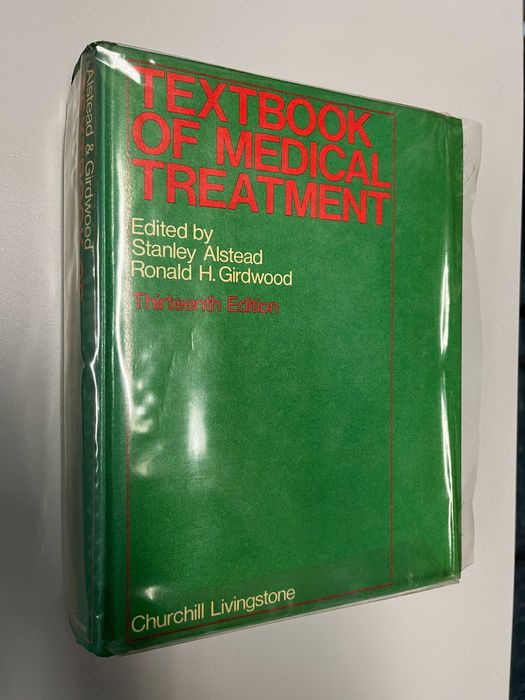 TEXTBOOK
OF MEDICAL
TREATMENT
Edited by
Stanley Alstead
Ronald H. Girdwood
Thirteenth Edition
Churchill Livingstone
Alstead & Girdwood